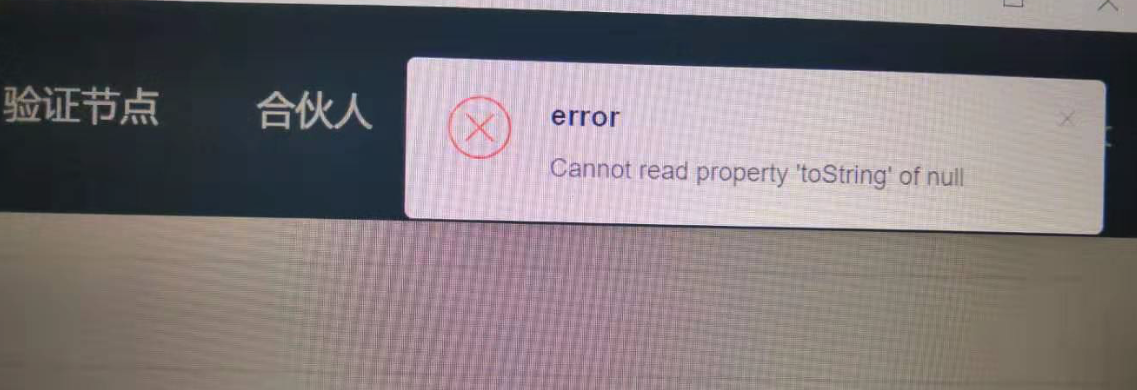 验证节点
合伙人
error
Cannot read property 'toString' of null